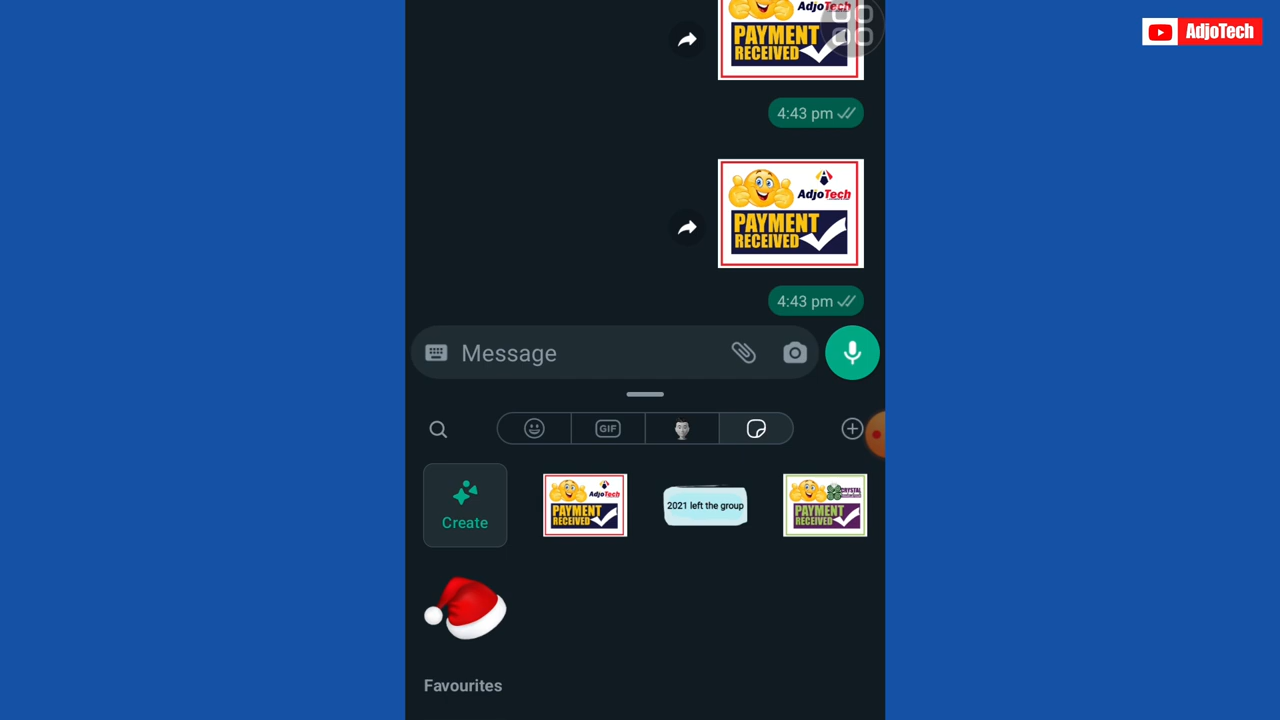 AdjoTech
AdjoTech
PAYMENT
RECEIVED
4:43 pm
AdjoTech
PAYMENT
RECEIVED
4:43 pm
Message
GIF
Create
AdjoTech
PAYMENT
RECEIVED
2021 left the group
CRYSTAL
PAYMENT
RECEIVED
Favourites